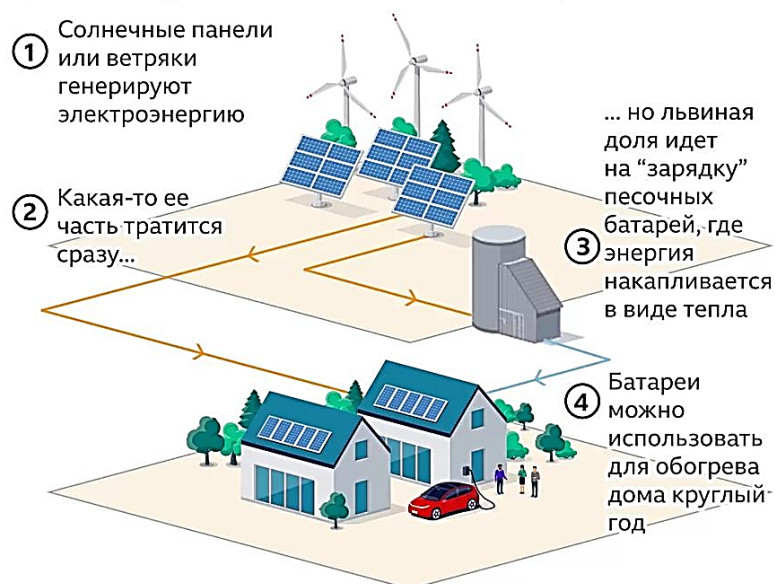 1
Солнечные панели
или ветряки
генерируют
электроэнергию
2
Какая-то ее
часть тратится
сразу...
3
... но львиная
доля идет
на “зарядку”
песочных
батарей, где
энергия
накапливается
в виде тепла
4
Батареи
можно
использовать
для обогрева
дома круглый
год